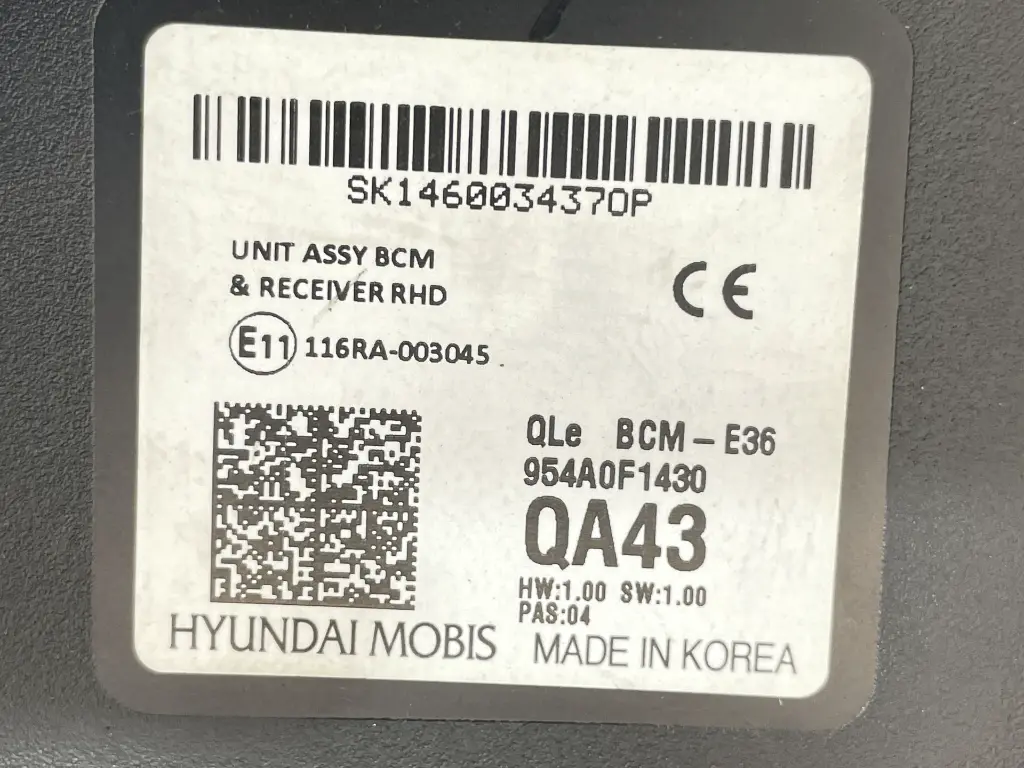 SK1460034370P
UNIT ASSY BCM
& RECEIVER RHD
CE
E11 116RA-003045
QLe BCM-E36
954A0F1430
QA43
HW:1.00 SW:1.00
PAS:04
HYUNDAI MOBIS MADE IN KOREA